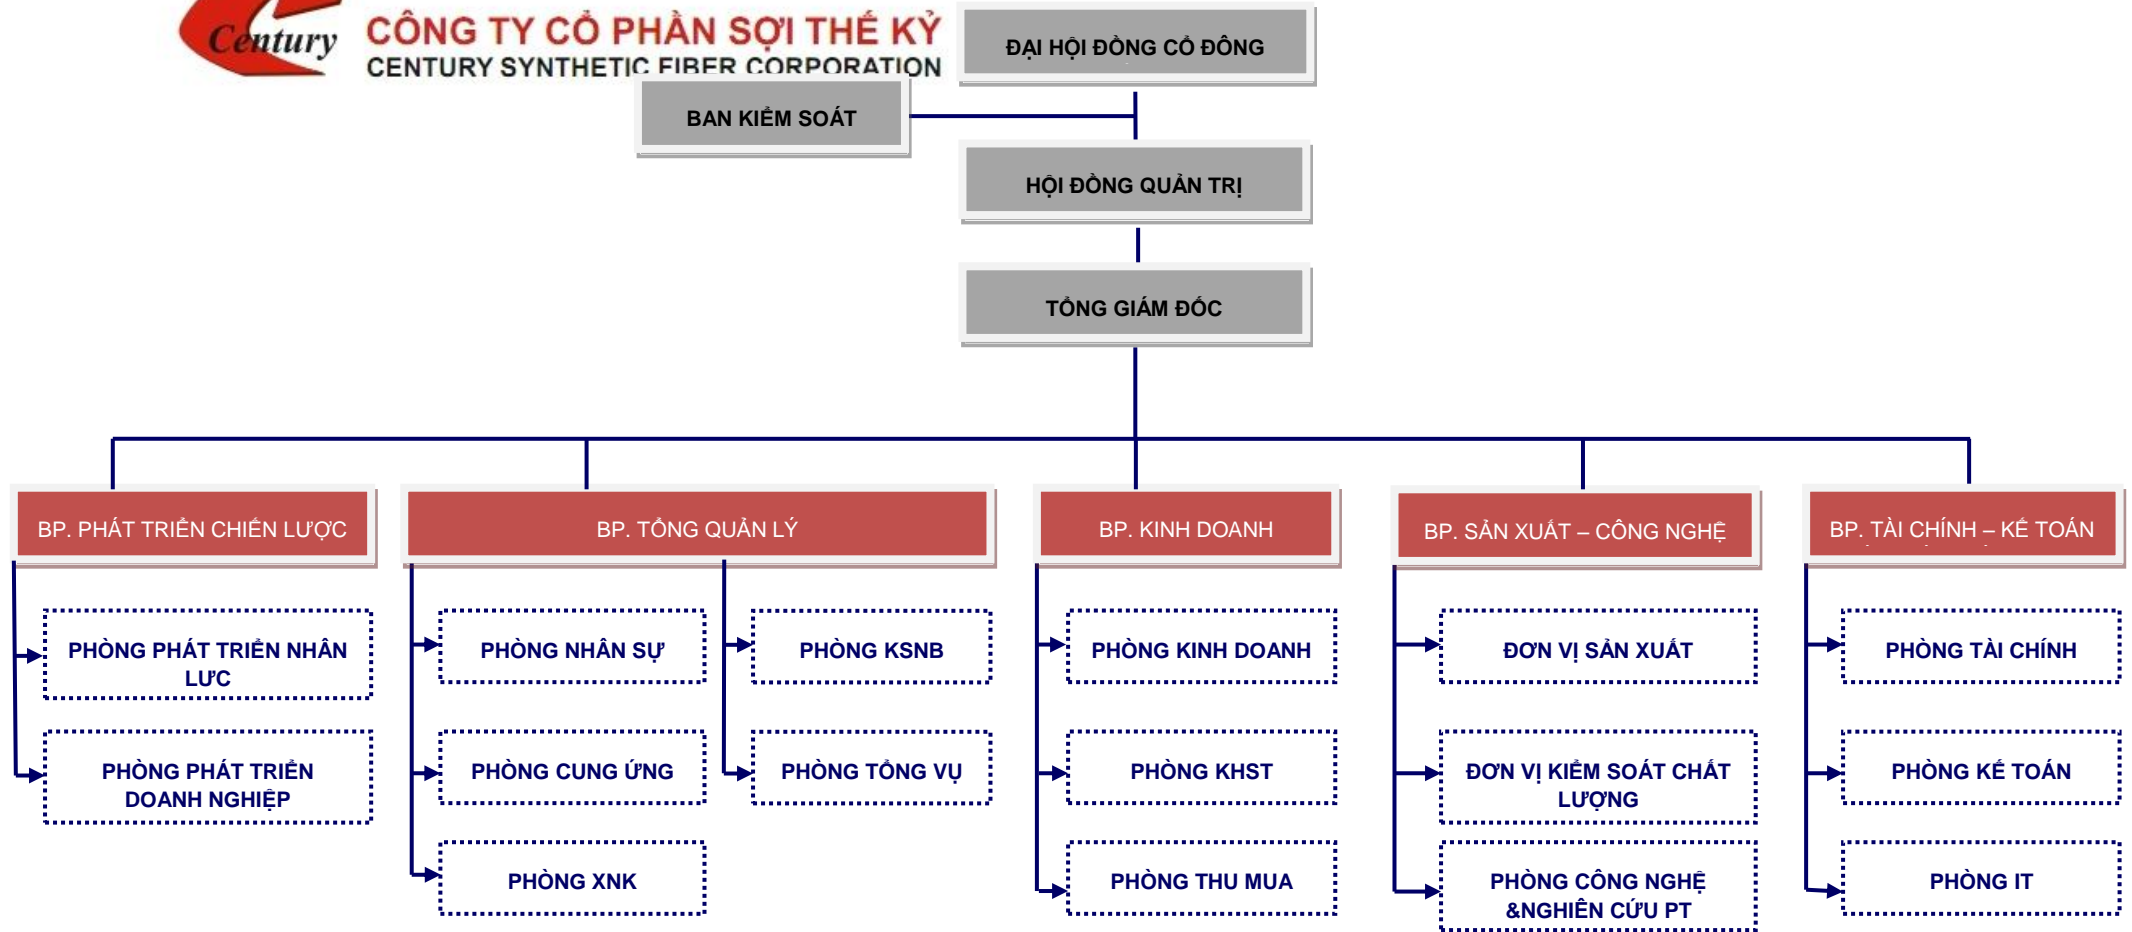 Century
CÔNG TY CỔ PHẦN SỢI THẾ KỶ
CENTURY SYNTHETIC FIBER CORPORATION
ĐẠI HỘI ĐỒNG CỔ ĐÔNG
BAN KIỂM SOÁT
HỘI ĐỒNG QUẢN TRỊ
TỔNG GIÁM ĐỐC
BP. PHÁT TRIỂN CHIẾN LƯỢC
BP. TỔNG QUẢN LÝ
BP. KINH DOANH
BP. SẢN XUẤT – CÔNG NGHỆ
BP. TÀI CHÍNH – KẾ TOÁN
PHÒNG PHÁT TRIỂN NHÂN
LƯC
PHÒNG NHÂN SỰ
PHÒNG KSNB
PHÒNG KINH DOANH
ĐƠN VỊ SẢN XUẤT
PHÒNG TÀI CHÍNH
PHÒNG PHÁT TRIỂN
DOANH NGHIỆP
PHÒNG CUNG ỨNG
PHÒNG TỔNG VỤ
PHÒNG KHST
ĐƠN VỊ KIỂM SOÁT CHẤT
LƯỢNG
PHÒNG KẾ TOÁN
PHÒNG XNK
PHÒNG THU MUA
PHÒNG CÔNG NGHỆ
&NGHIÊN CỨU PT
PHÒNG IT